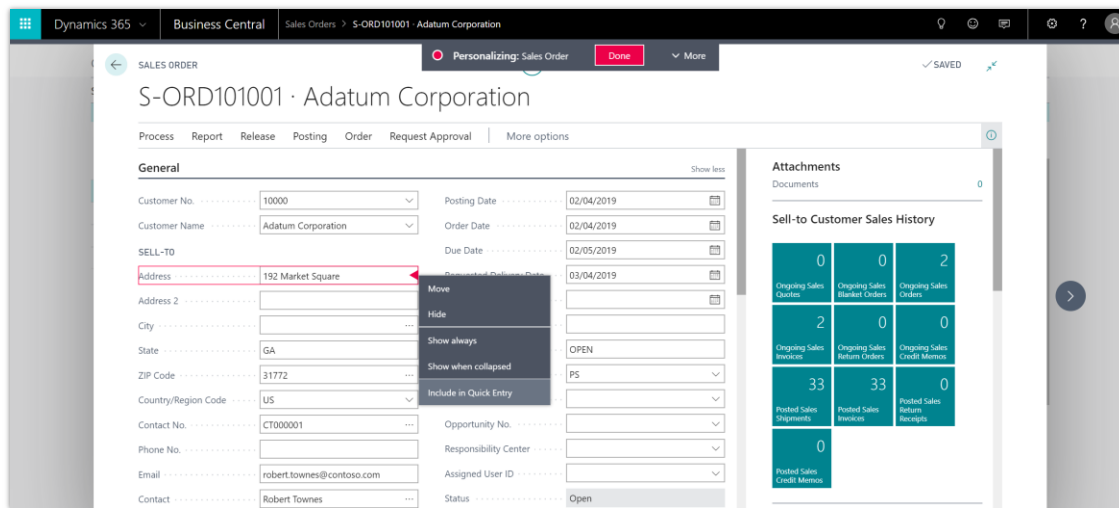 Dynamics 365
Business Central
Sales Orders > S-ORD101001 · Adatum Corporation
?
Personalizing: Sales Order
Done
More
SALES ORDER
SAVED
S-ORD101001 · Adatum Corporation
Process Report Release Posting Order Request Approval More options
General
Show less
Customer No. 10000
Customer Name Adatum Corporation
SELL-TO
Address 192 Market Square
Address 2
City
State GA
ZIP Code 31772
Country/Region Code US
Contact No. CT000001
Phone No.
Email robert.townes@contoso.com
Contact Robert Townes
Posting Date 02/04/2019
Order Date 02/04/2019
Due Date 02/05/2019
Requested Delivery Date 03/04/2019
OPEN
PS
Opportunity No.
Responsibility Center
Assigned User ID
Status Open
Move
Hide
Show always
Show when collapsed
Include in Quick Entry
Attachments
Documents 0
Sell-to Customer Sales History
0
Ongoing Sales
Quotes
0
Ongoing Sales
Blanket Orders
2
Ongoing Sales
Orders
2
Ongoing Sales
Invoices
0
Ongoing Sales
Return Orders
0
Ongoing Sales
Credit Memos
33
Posted Sales
Shipments
33
Posted Sales
Invoices
0
Posted Sales
Return
Receipts
0
Posted Sales
Credit Memos